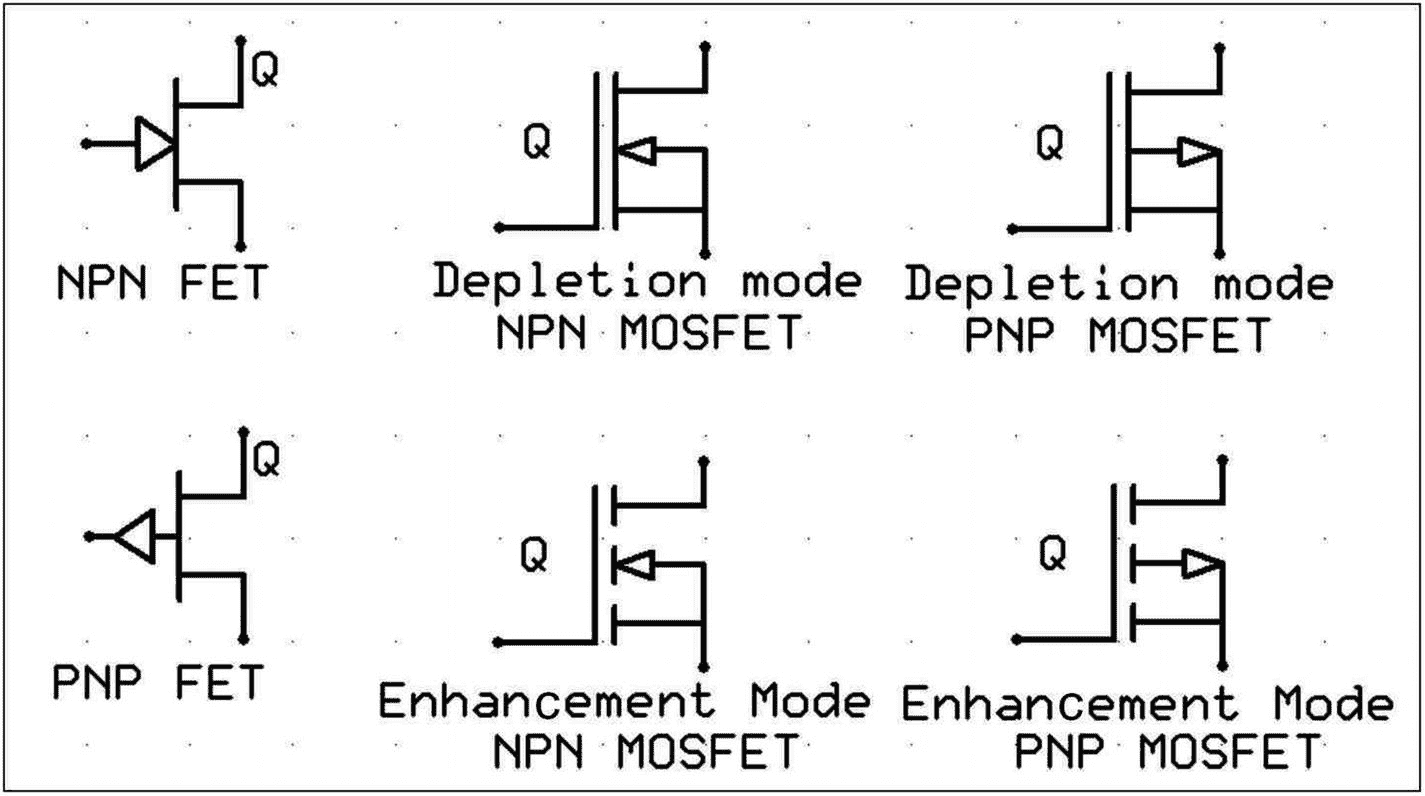 Q
NPN FET
Q
Depletion mode
NPN MOSFET
Q
Depletion mode
PNP MOSFET
Q
PNP FET
Q
Enhancement Mode
NPN MOSFET
Q
Enhancement Mode
PNP MOSFET